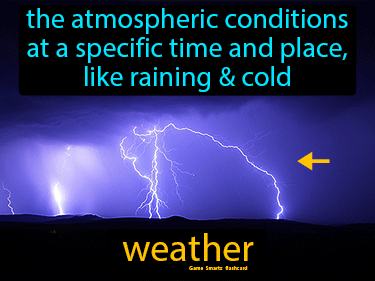 the atmospheric conditions
at a specific time and place,
like raining & cold
weather
Game Smartz flashcard